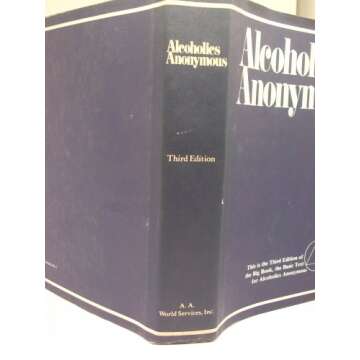 Alcoholics
Anonymous
Third Edition
A. A.
World Services, Inc.
Alcohol
Anonym
This is the Third Edition of
the Big Book, the Basic Text
for Alcoholics Anonymous